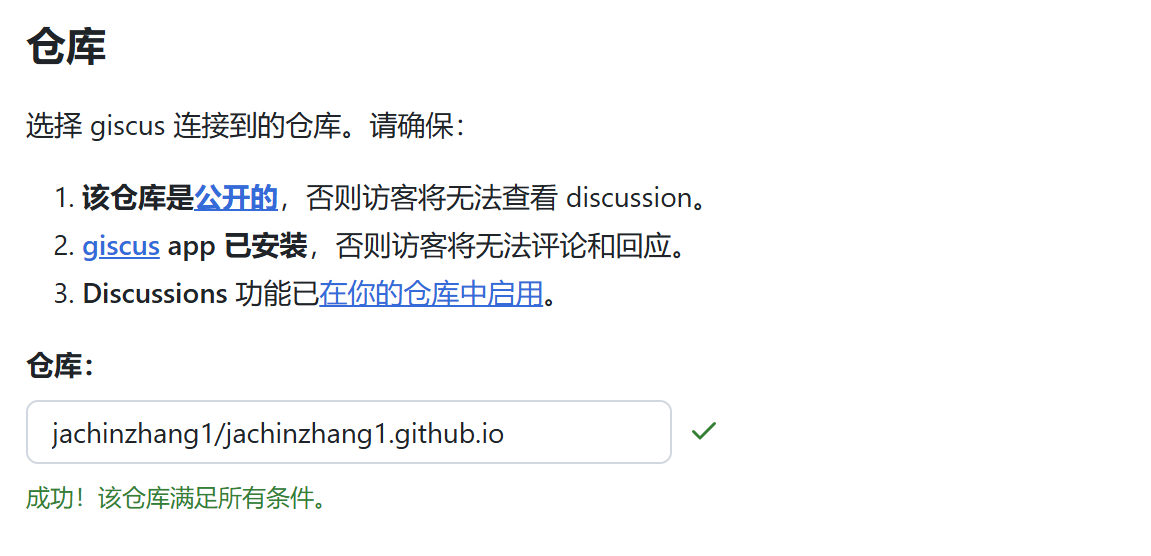 仓库
选择 giscus 连接到的仓库。请确保：
1. 该仓库是公开的，否则访客将无法查看 discussion。
2. giscus app 已安装，否则访客将无法评论和回应。
3. Discussions 功能已在你的仓库中启用。
仓库：
jachinzhang1/jachinzhang1.github.io
成功！该仓库满足所有条件。